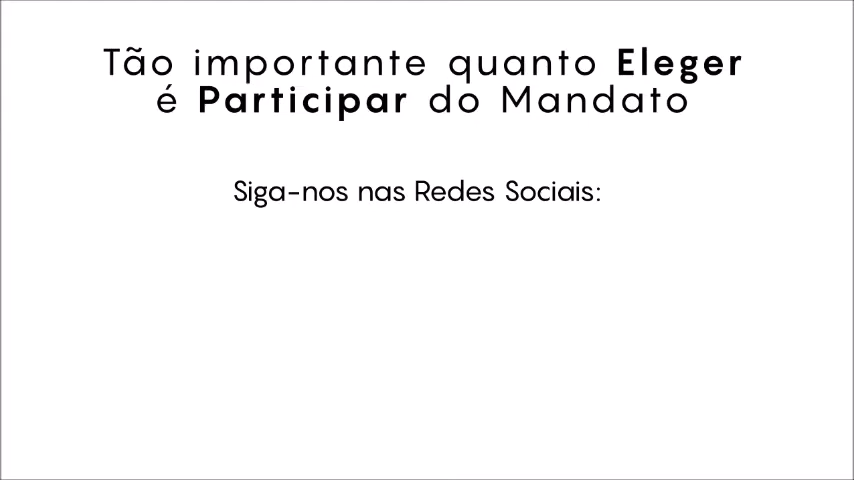 Tão importante quanto Eleger
é Participar do Mandato
Siga-nos nas Redes Sociais: